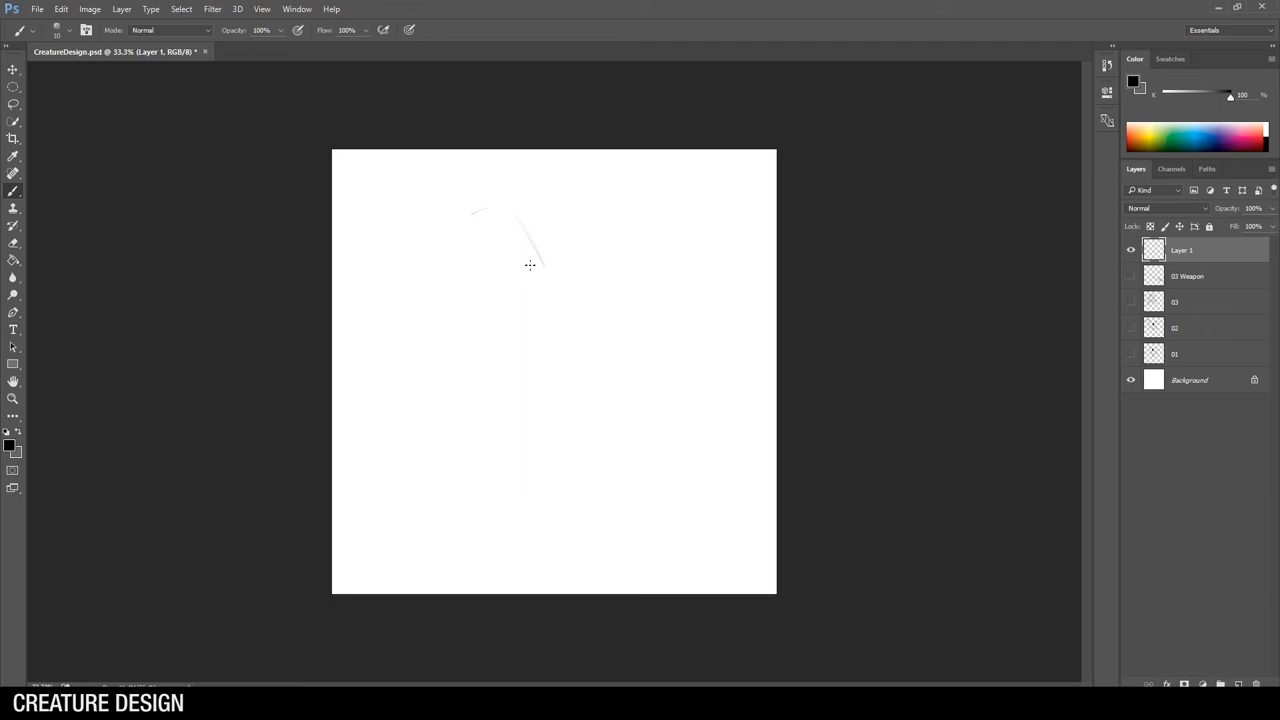 Ps File Edit Image Layer Type Select Filter 3D View Window Help
10 Mode: Normal Opacity: 100% Flow: 100% Essentials
CreatureDesign.psd @ 33.3% (Layer 1, RGB/8) * ×
Color Swatches
K 100 %
Layers Channels Paths
Kind
Normal Opacity: 100%
Lock: Fill: 100%
Layer 1
03 Weapon
03
02
01
Background
CREATURE DESIGN